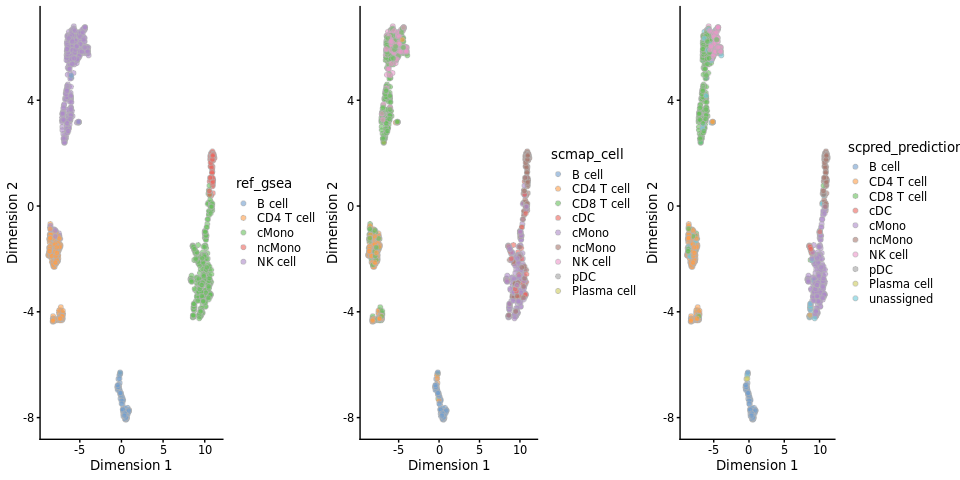 Dimension 2
4
0
-4
-8
-5
0
5
10
Dimension 1
ref_gsea
B cell
CD4 T cell
cMono
ncMono
NK cell
Dimension 2
4
0
-4
-8
-5
0
5
10
Dimension 1
scmap_cell
B cell
CD4 T cell
CD8 T cell
cDC
cMono
ncMono
NK cell
pDC
Plasma cell
Dimension 2
4
0
-4
-8
-5
0
5
10
Dimension 1
scpred_prediction
B cell
CD4 T cell
CD8 T cell
cDC
cMono
ncMono
NK cell
pDC
Plasma cell
unassigned